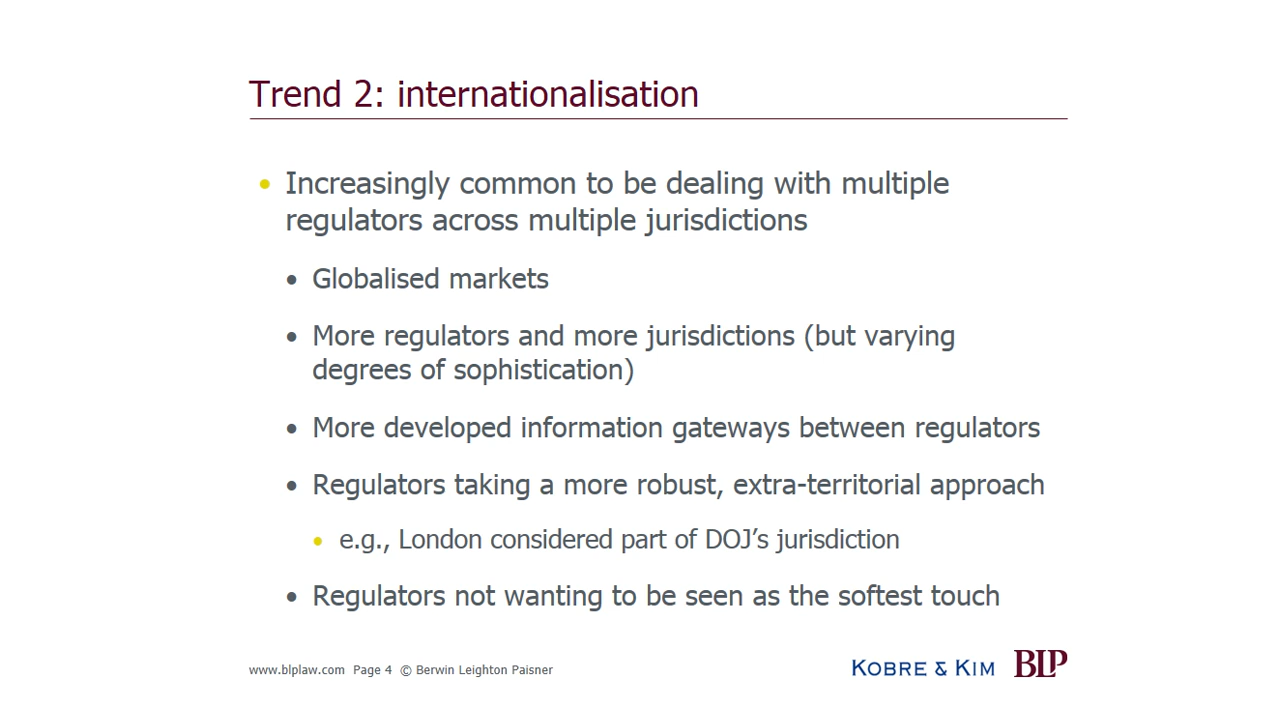 Trend 2: internationalisation
• Increasingly common to be dealing with multiple
regulators across multiple jurisdictions
• Globalised markets
• More regulators and more jurisdictions (but varying
degrees of sophistication)
• More developed information gateways between regulators
• Regulators taking a more robust, extra-territorial approach
• e.g., London considered part of DOJ’s jurisdiction
• Regulators not wanting to be seen as the softest touch
www.blplaw.com Page 4 © Berwin Leighton Paisner
KOBRE & KIM BLP